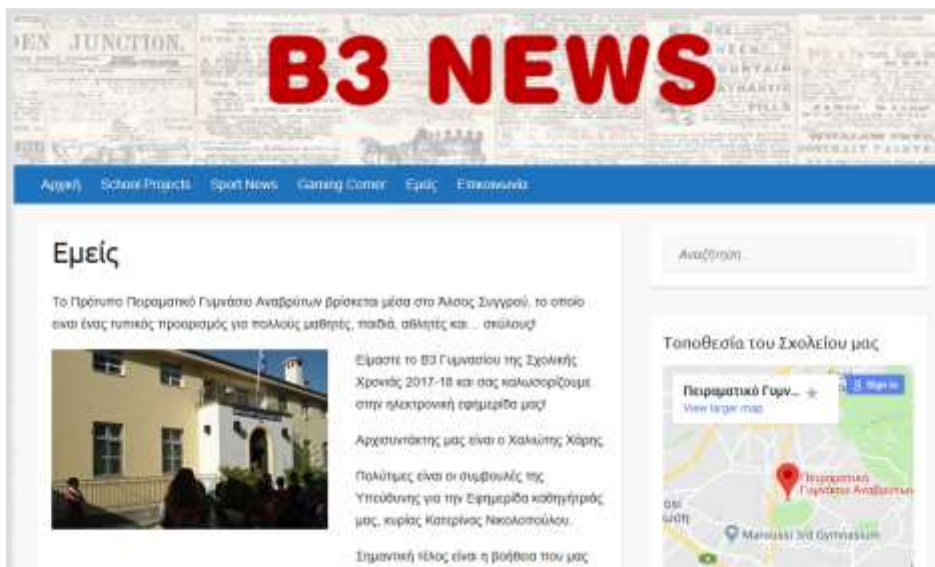 DEN JUNCTION.
B3 NEWS
Αρχική School Projects Sport News Gaming Corner Εμείς Επικοινωνία
Εμείς
Το Πρότυπο Πειραματικό Γυμνάσιο Αναβρύτων βρίσκεται μέσα στο Άλσος Συγγρού, το οποίο
είναι ένας τυπικός προορισμός για πολλούς μαθητές, παιδιά, αθλητές και… σκύλους!
Είμαστε το Β3 Γυμνασίου της Σχολικής
Χρονιάς 2017-18 και σας καλωσορίζουμε
στην ηλεκτρονική εφημερίδα μας!
Αρχισυντάκτης μας είναι ο Χαλιώτης Χάρης.
Πολύτιμες είναι οι συμβουλές της
Υπεύθυνης για την Εφημερίδα καθηγήτριάς
μας, κυρίας Κατερίνας Νικολοπούλου.
Σημαντική τέλος είναι η βοήθεια που μας
Αναζήτηση…
Τοποθεσία του Σχολείου μας
Πειραματικό Γυμν...
View larger map
Sign in
Πειραματικό
Γυμνάσιο Αναβρύτων
Maroussi 3rd Gymnasium